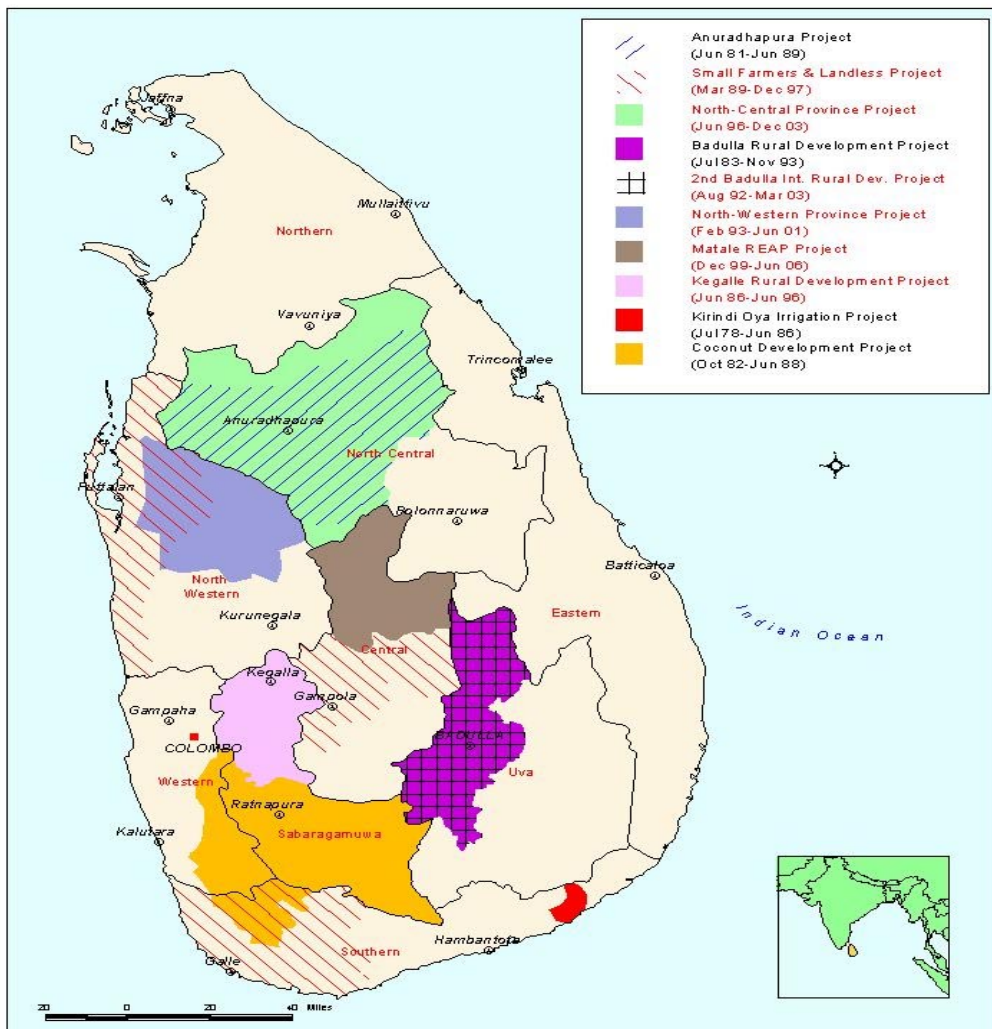 Anuradhapura Project
(Jun 81-Jun 89)
Small Farmers & Landless Project
(Mar 89-Dec 97)
North-Central Province Project
(Jun 96-Dec 03)
Badulla Rural Development Project
(Jul 83-Nov 93)
2nd Badulla Int. Rural Dev. Project
(Aug 92-Mar 03)
North-Western Province Project
(Feb 93-Jun 01)
Matale REAP Project
(Dec 99-Jun 06)
Kegalle Rural Development Project
(Jun 86-Jun 96)
Kirindi Oya Irrigation Project
(Jul 78-Jun 86)
Coconut Development Project
(Oct 82-Jun 88)
Jaffna
Mullaittivu
Northern
Vavuniya
Trincomalee
Anuradhapura
North Central
Puttalan
Polonnaruwa
Batticaloa
North
Western
Kurunegala
Eastern
Indian Ocean
Central
Kegalla
Gampola
Gampaha
COLOMBO
BADULLA
Uva
Western
Ratnapura
Kalutara
Sabaragamuwa
Southern
Hambantota
Galle
20 0 20 40 Miles